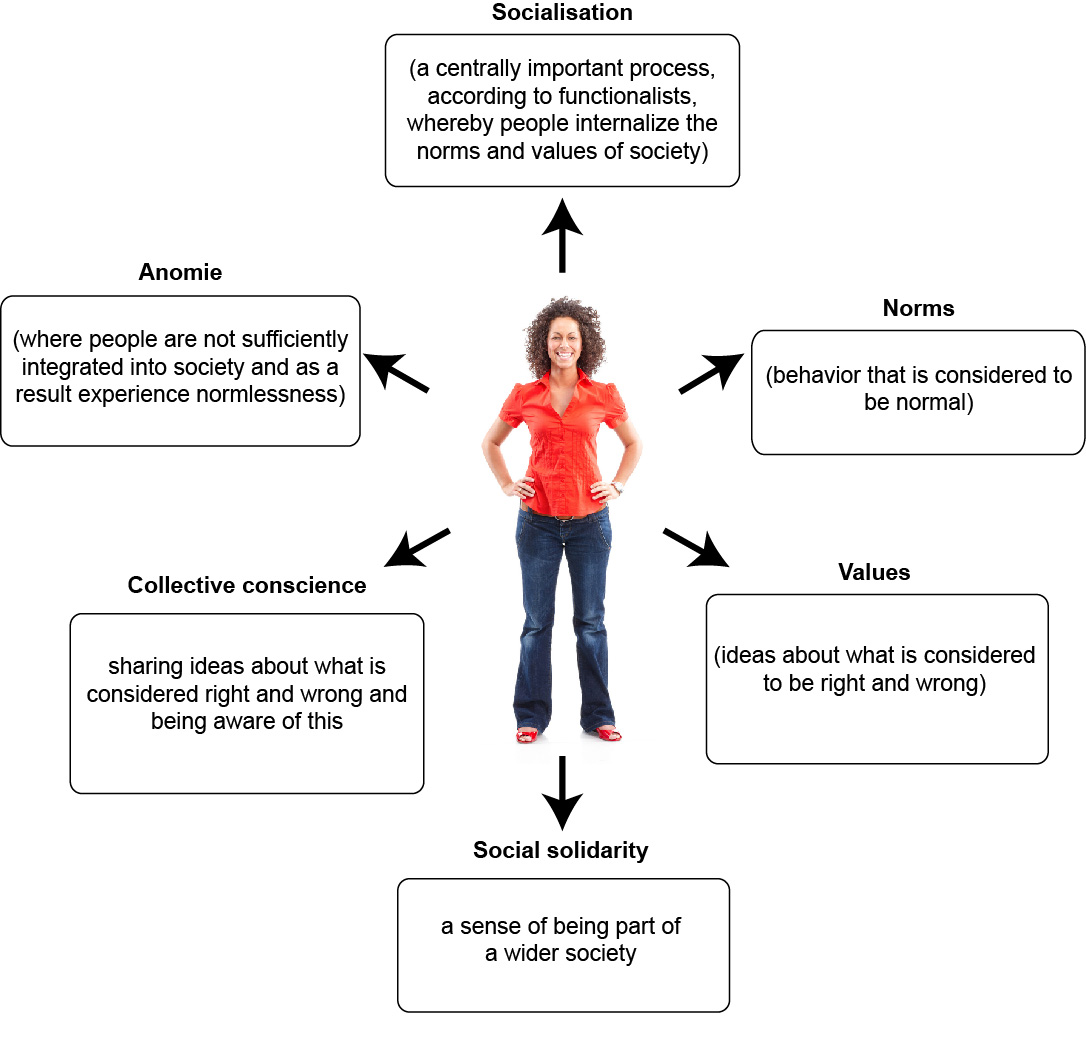 Socialisation
(a centrally important process,
according to functionalists,
whereby people internalize the
norms and values of society)
Anomie
(where people are not sufficiently
integrated into society and as a
result experience normlessness)
Norms
(behavior that is considered to
be normal)
Collective conscience
sharing ideas about what is
considered right and wrong and
being aware of this
Values
(ideas about what is considered
to be right and wrong)
Social solidarity
a sense of being part of
a wider society